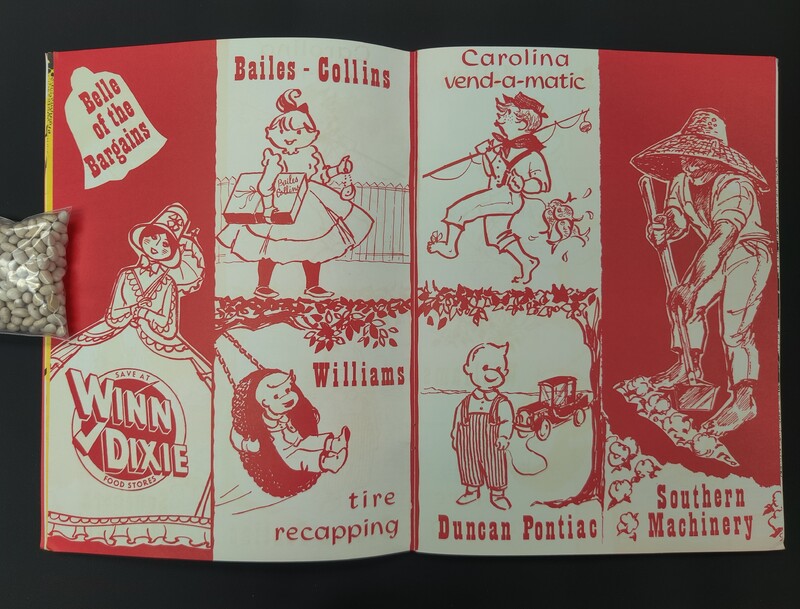 Belle
of the
Bargains
SAVE AT
WINN
DIXIE
FOOD STORES
Bailes - Collins
Bailes
Collins
Williams
tire
recapping
Carolina
vend-a-matic
Duncan Pontiac
Southern
Machinery